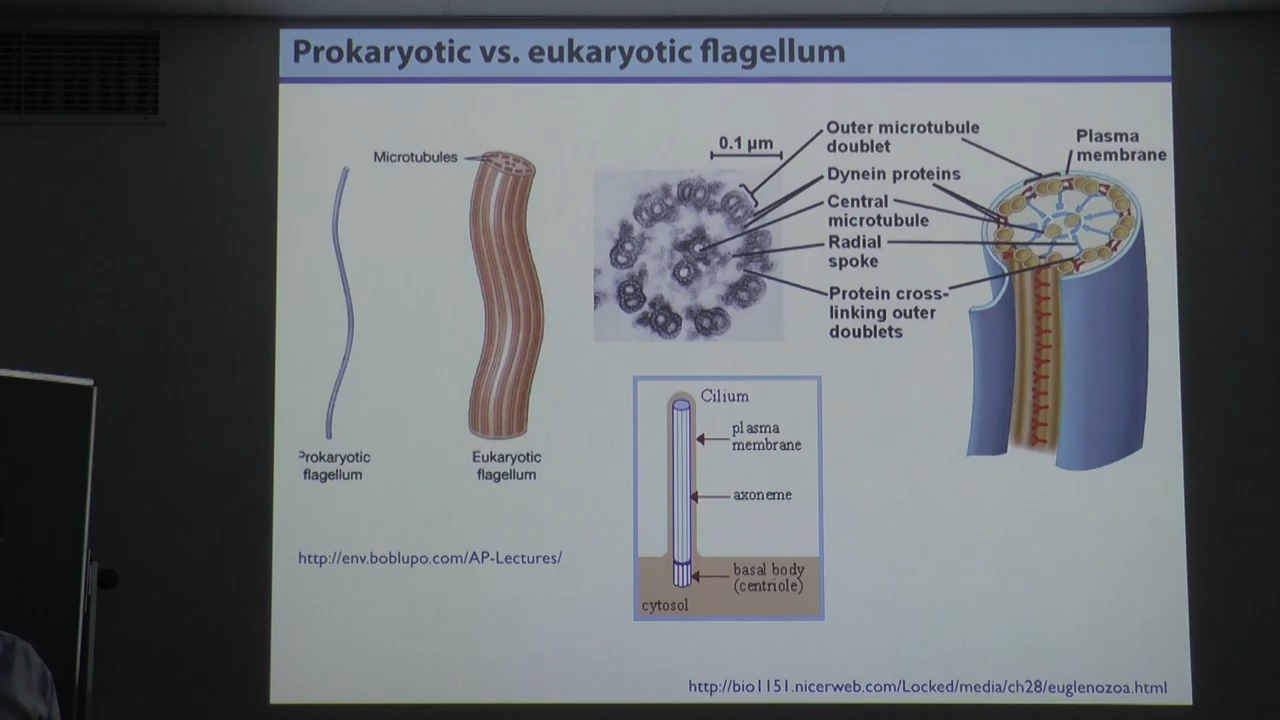 Prokaryotic vs. eukaryotic flagellum
Microtubules
Prokaryotic
flagellum
Eukaryotic
flagellum
0.1 µm
Outer microtubule
doublet
Dynein proteins
Central
microtubule
Radial
spoke
Protein cross-
linking outer
doublets
Plasma
membrane
Cilium
plasma
membrane
axoneme
basal body
(centriole)
cytosol
http://env.boblupo.com/AP-Lectures/
http://bio1151.nicerweb.com/Locked/media/ch28/euglenozoa.html